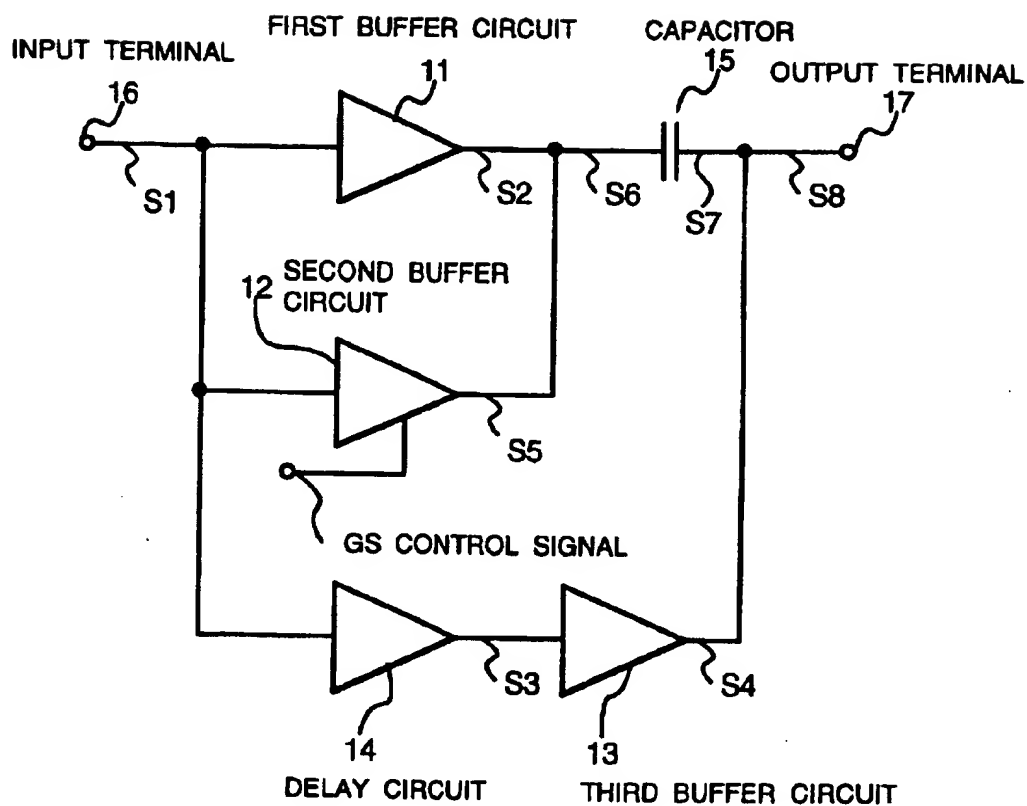 FIRST BUFFER CIRCUIT
CAPACITOR
INPUT TERMINAL
11
15
OUTPUT TERMINAL
16
17
S1
S2
S6
S7
S8
12 SECOND BUFFER
CIRCUIT
S5
GS CONTROL SIGNAL
S3
S4
14
13
DELAY CIRCUIT
THIRD BUFFER CIRCUIT